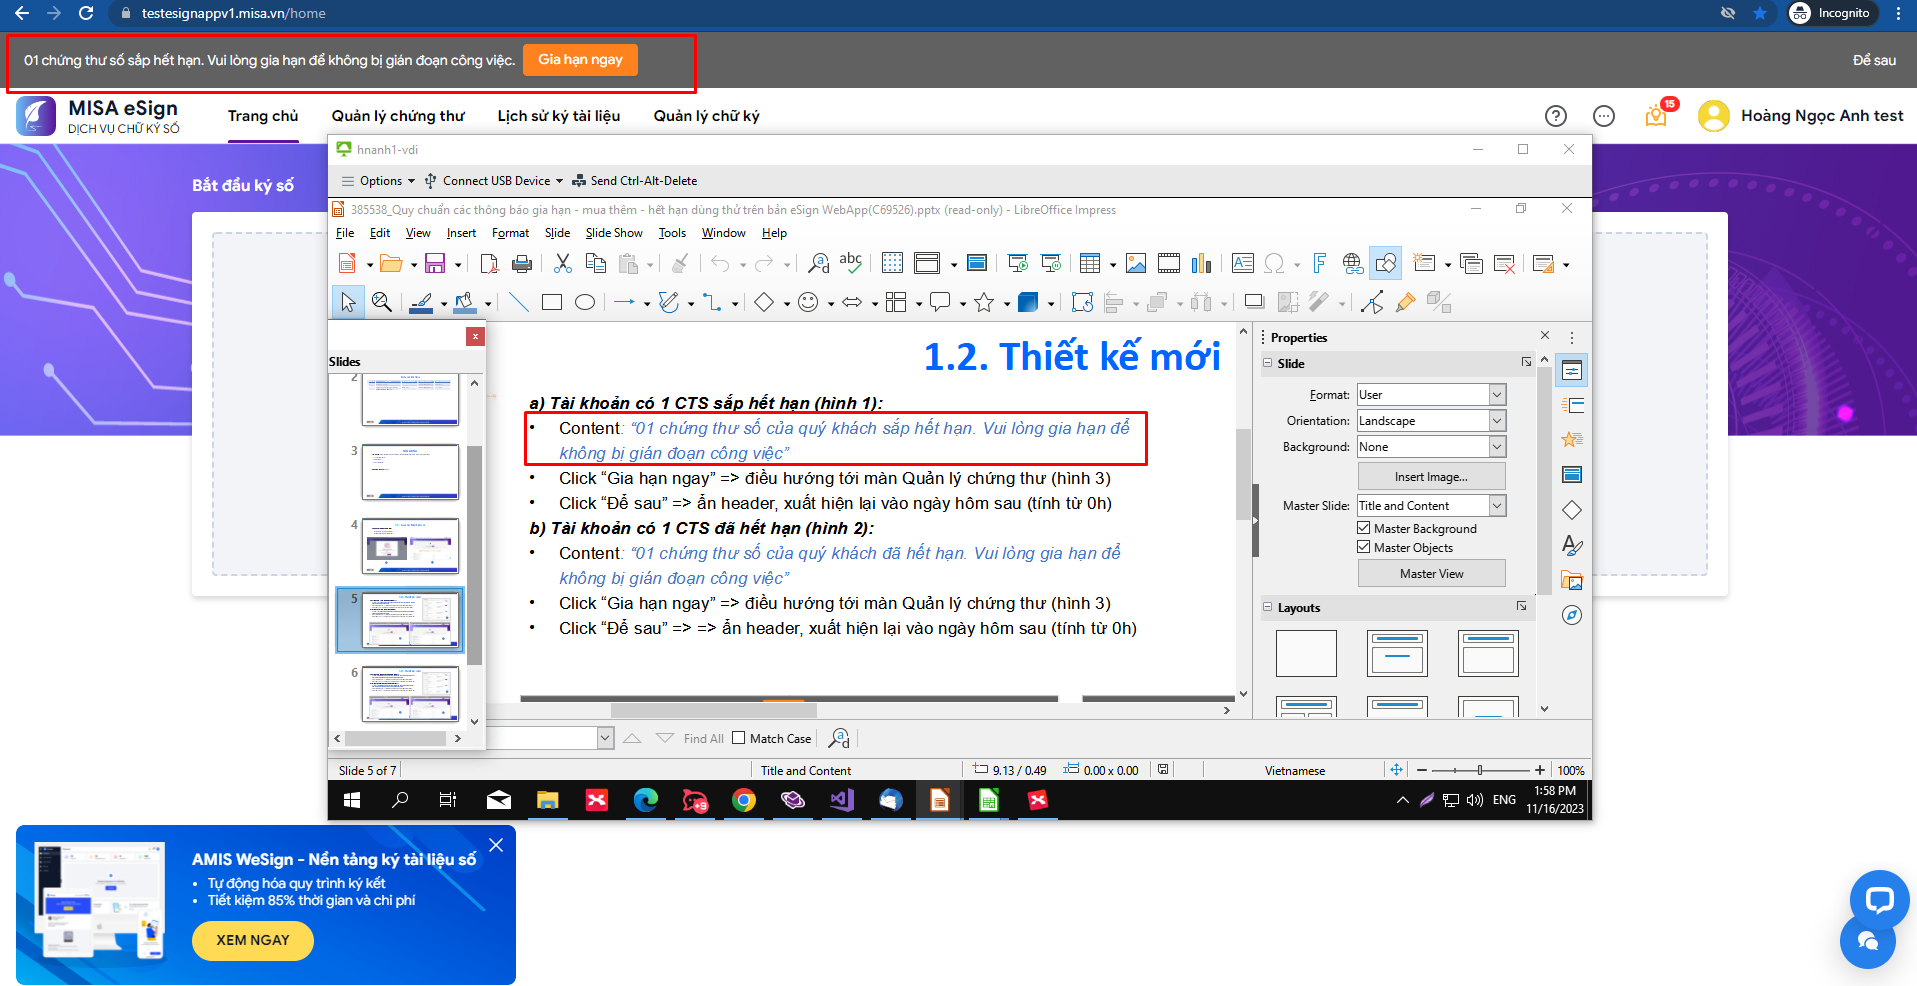 testesignappv1.misa.vn/home
Incognito
01 chứng thư số sắp hết hạn. Vui lòng gia hạn để không bị gián đoạn công việc.
Gia hạn ngay
Để sau
MISA eSign
DỊCH VỤ CHỮ KÝ SỐ
Trang chủ
Quản lý chứng thư
Lịch sử ký tài liệu
Quản lý chữ ký
15
Hoàng Ngọc Anh test
Bắt đầu ký số
hnanh1-vdi
Options
Connect USB Device
Send Ctrl-Alt-Delete
385538_Quy chuẩn các thông báo gia hạn - mua thêm - hết hạn dùng thử trên bản eSign WebApp(C69526).pptx (read-only) - LibreOffice Impress
File Edit View Insert Format Slide Slide Show Tools Window Help
Slides
2
3
4
5
6
1.2. Thiết kế mới
a) Tài khoản có 1 CTS sắp hết hạn (hình 1):
• Content: “01 chứng thư số của quý khách sắp hết hạn. Vui lòng gia hạn để
không bị gián đoạn công việc”
• Click “Gia hạn ngay” => điều hướng tới màn Quản lý chứng thư (hình 3)
• Click “Để sau” => ẩn header, xuất hiện lại vào ngày hôm sau (tính từ 0h)
b) Tài khoản có 1 CTS đã hết hạn (hình 2):
• Content: “01 chứng thư số của quý khách đã hết hạn. Vui lòng gia hạn để
không bị gián đoạn công việc”
• Click “Gia hạn ngay” => điều hướng tới màn Quản lý chứng thư (hình 3)
• Click “Để sau” => => ẩn header, xuất hiện lại vào ngày hôm sau (tính từ 0h)
Properties
Slide
Format: User
Orientation: Landscape
Background: None
Insert Image...
Master Slide: Title and Content
Master Background
Master Objects
Master View
Layouts
Find All
Match Case
Slide 5 of 7
Title and Content
9.13 / 0.49
0.00 x 0.00
Vietnamese
100%
+9
ENG
1:58 PM
11/16/2023
AMIS WeSign - Nền tảng ký tài liệu số
• Tự động hóa quy trình ký kết
• Tiết kiệm 85% thời gian và chi phí
XEM NGAY